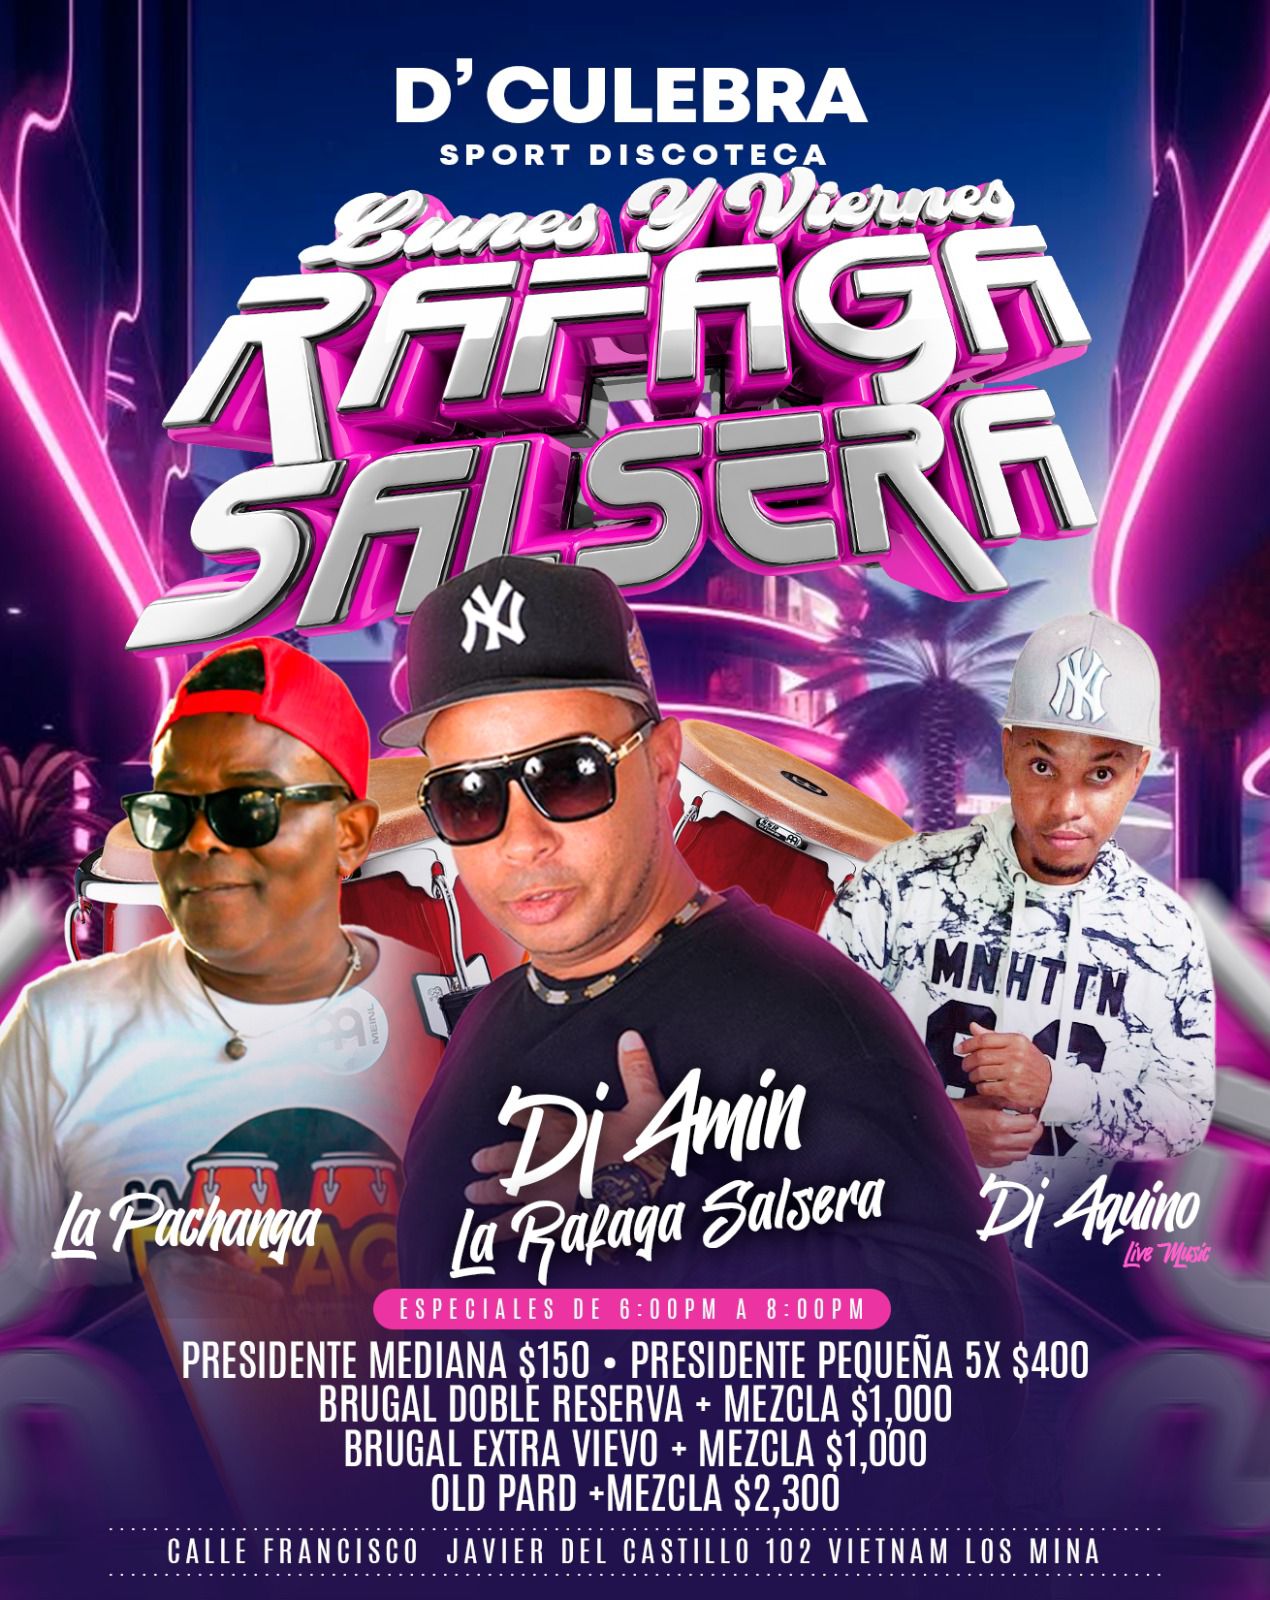 D' CULEBRA
SPORT DISCOTECA
Lunes Y Viernes
RAFAGA
SALSERA
NY
NY
MNHTTN
MEINL
Dj Amin
La Rafaga Salsera
La Pachanga
Dj Aquino
Live Music
ESPECIALES DE 6:00PM A 8:00PM
PRESIDENTE MEDIANA $150 • PRESIDENTE PEQUEÑA 5X $400
BRUGAL DOBLE RESERVA + MEZCLA $1,000
BRUGAL EXTRA VIEVO + MEZCLA $1,000
OLD PARD +MEZCLA $2,300
CALLE FRANCISCO JAVIER DEL CASTILLO 102 VIETNAM LOS MINA